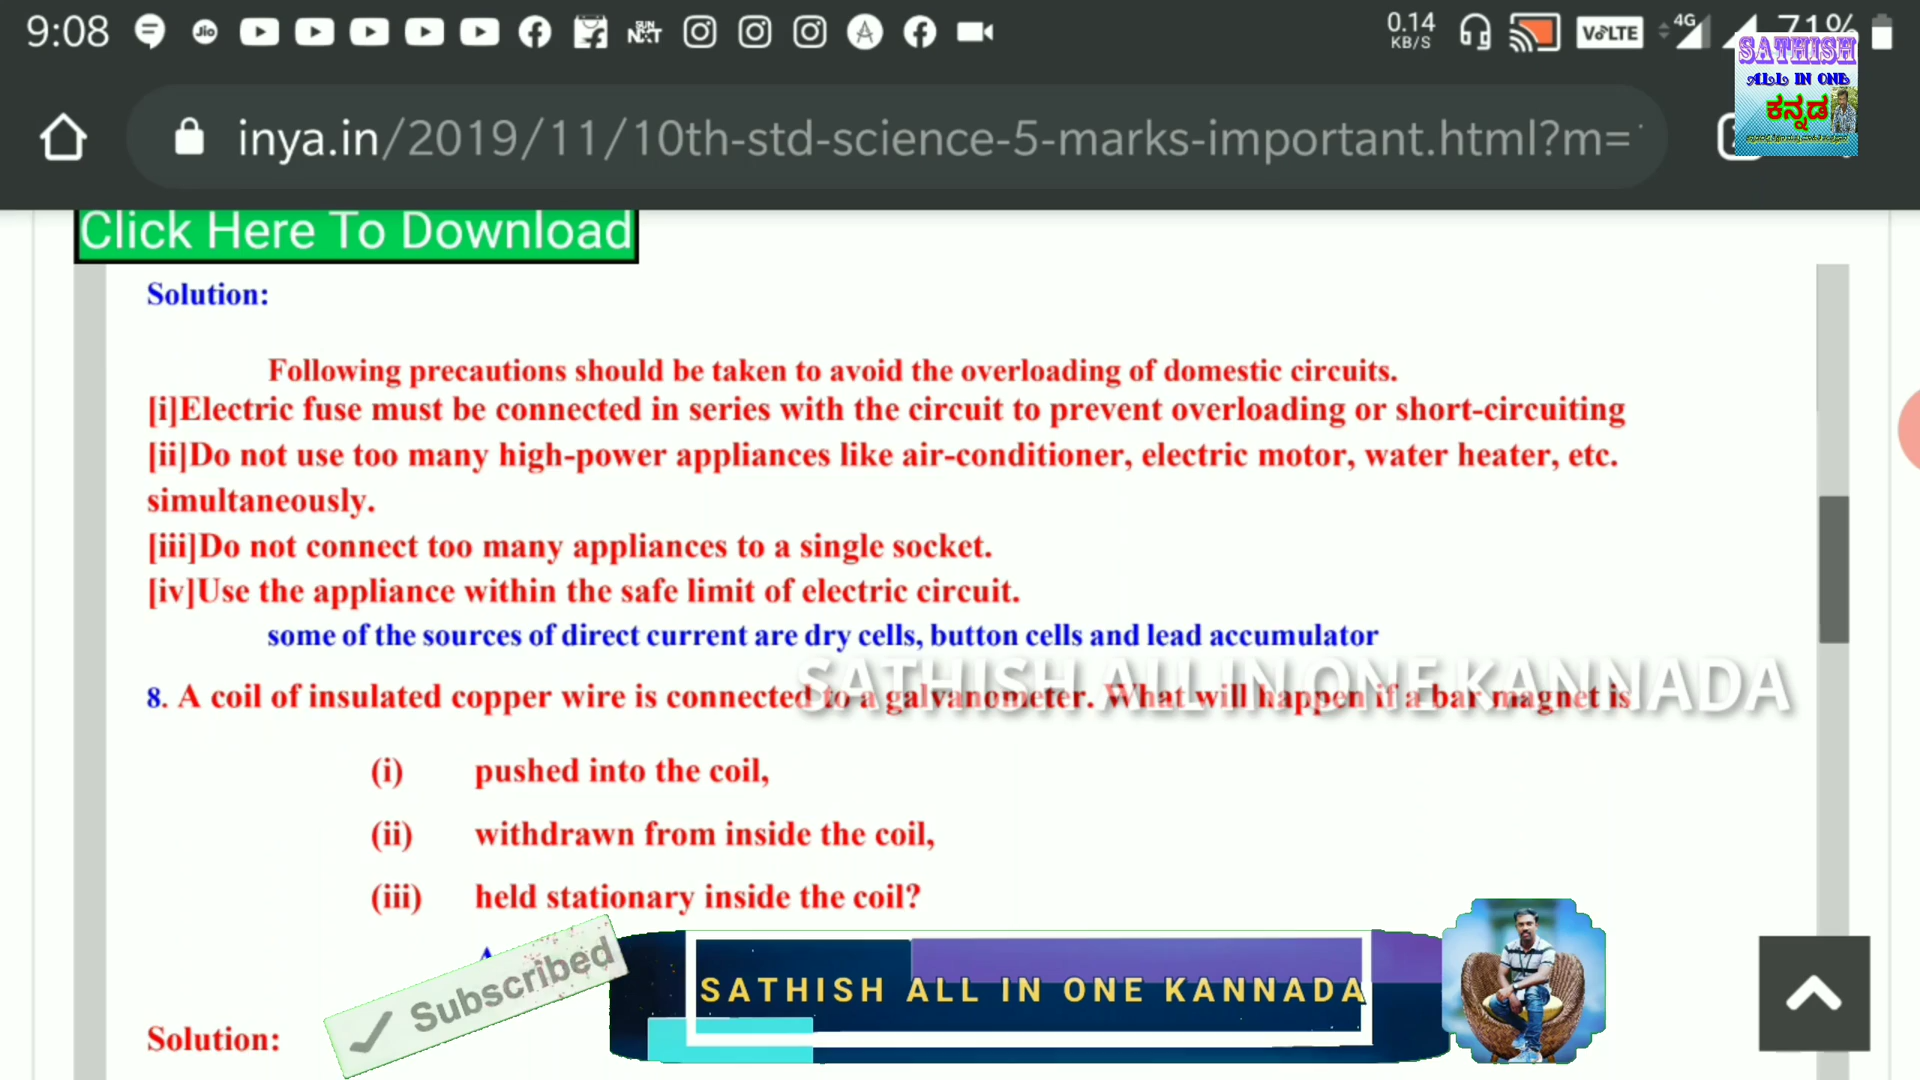 9:08
Jio
SUN NXT
0.14 KB/S
VoLTE
4G
71%
SATHISH
ALL IN ONE
ಕನ್ನಡ
inya.in/2019/11/10th-std-science-5-marks-important.html?m=
Click Here To Download
Solution:
Following precautions should be taken to avoid the overloading of domestic circuits.
[i]Electric fuse must be connected in series with the circuit to prevent overloading or short-circuiting
[ii]Do not use too many high-power appliances like air-conditioner, electric motor, water heater, etc.
simultaneously.
[iii]Do not connect too many appliances to a single socket.
[iv]Use the appliance within the safe limit of electric circuit.
some of the sources of direct current are dry cells, button cells and lead accumulator
SATHISH ALL IN ONE KANNADA
8. A coil of insulated copper wire is connected to a galvanometer. What will happen if a bar magnet is
(i) pushed into the coil,
(ii) withdrawn from inside the coil,
(iii) held stationary inside the coil?
Subscribed
SATHISH ALL IN ONE KANNADA
Solution: